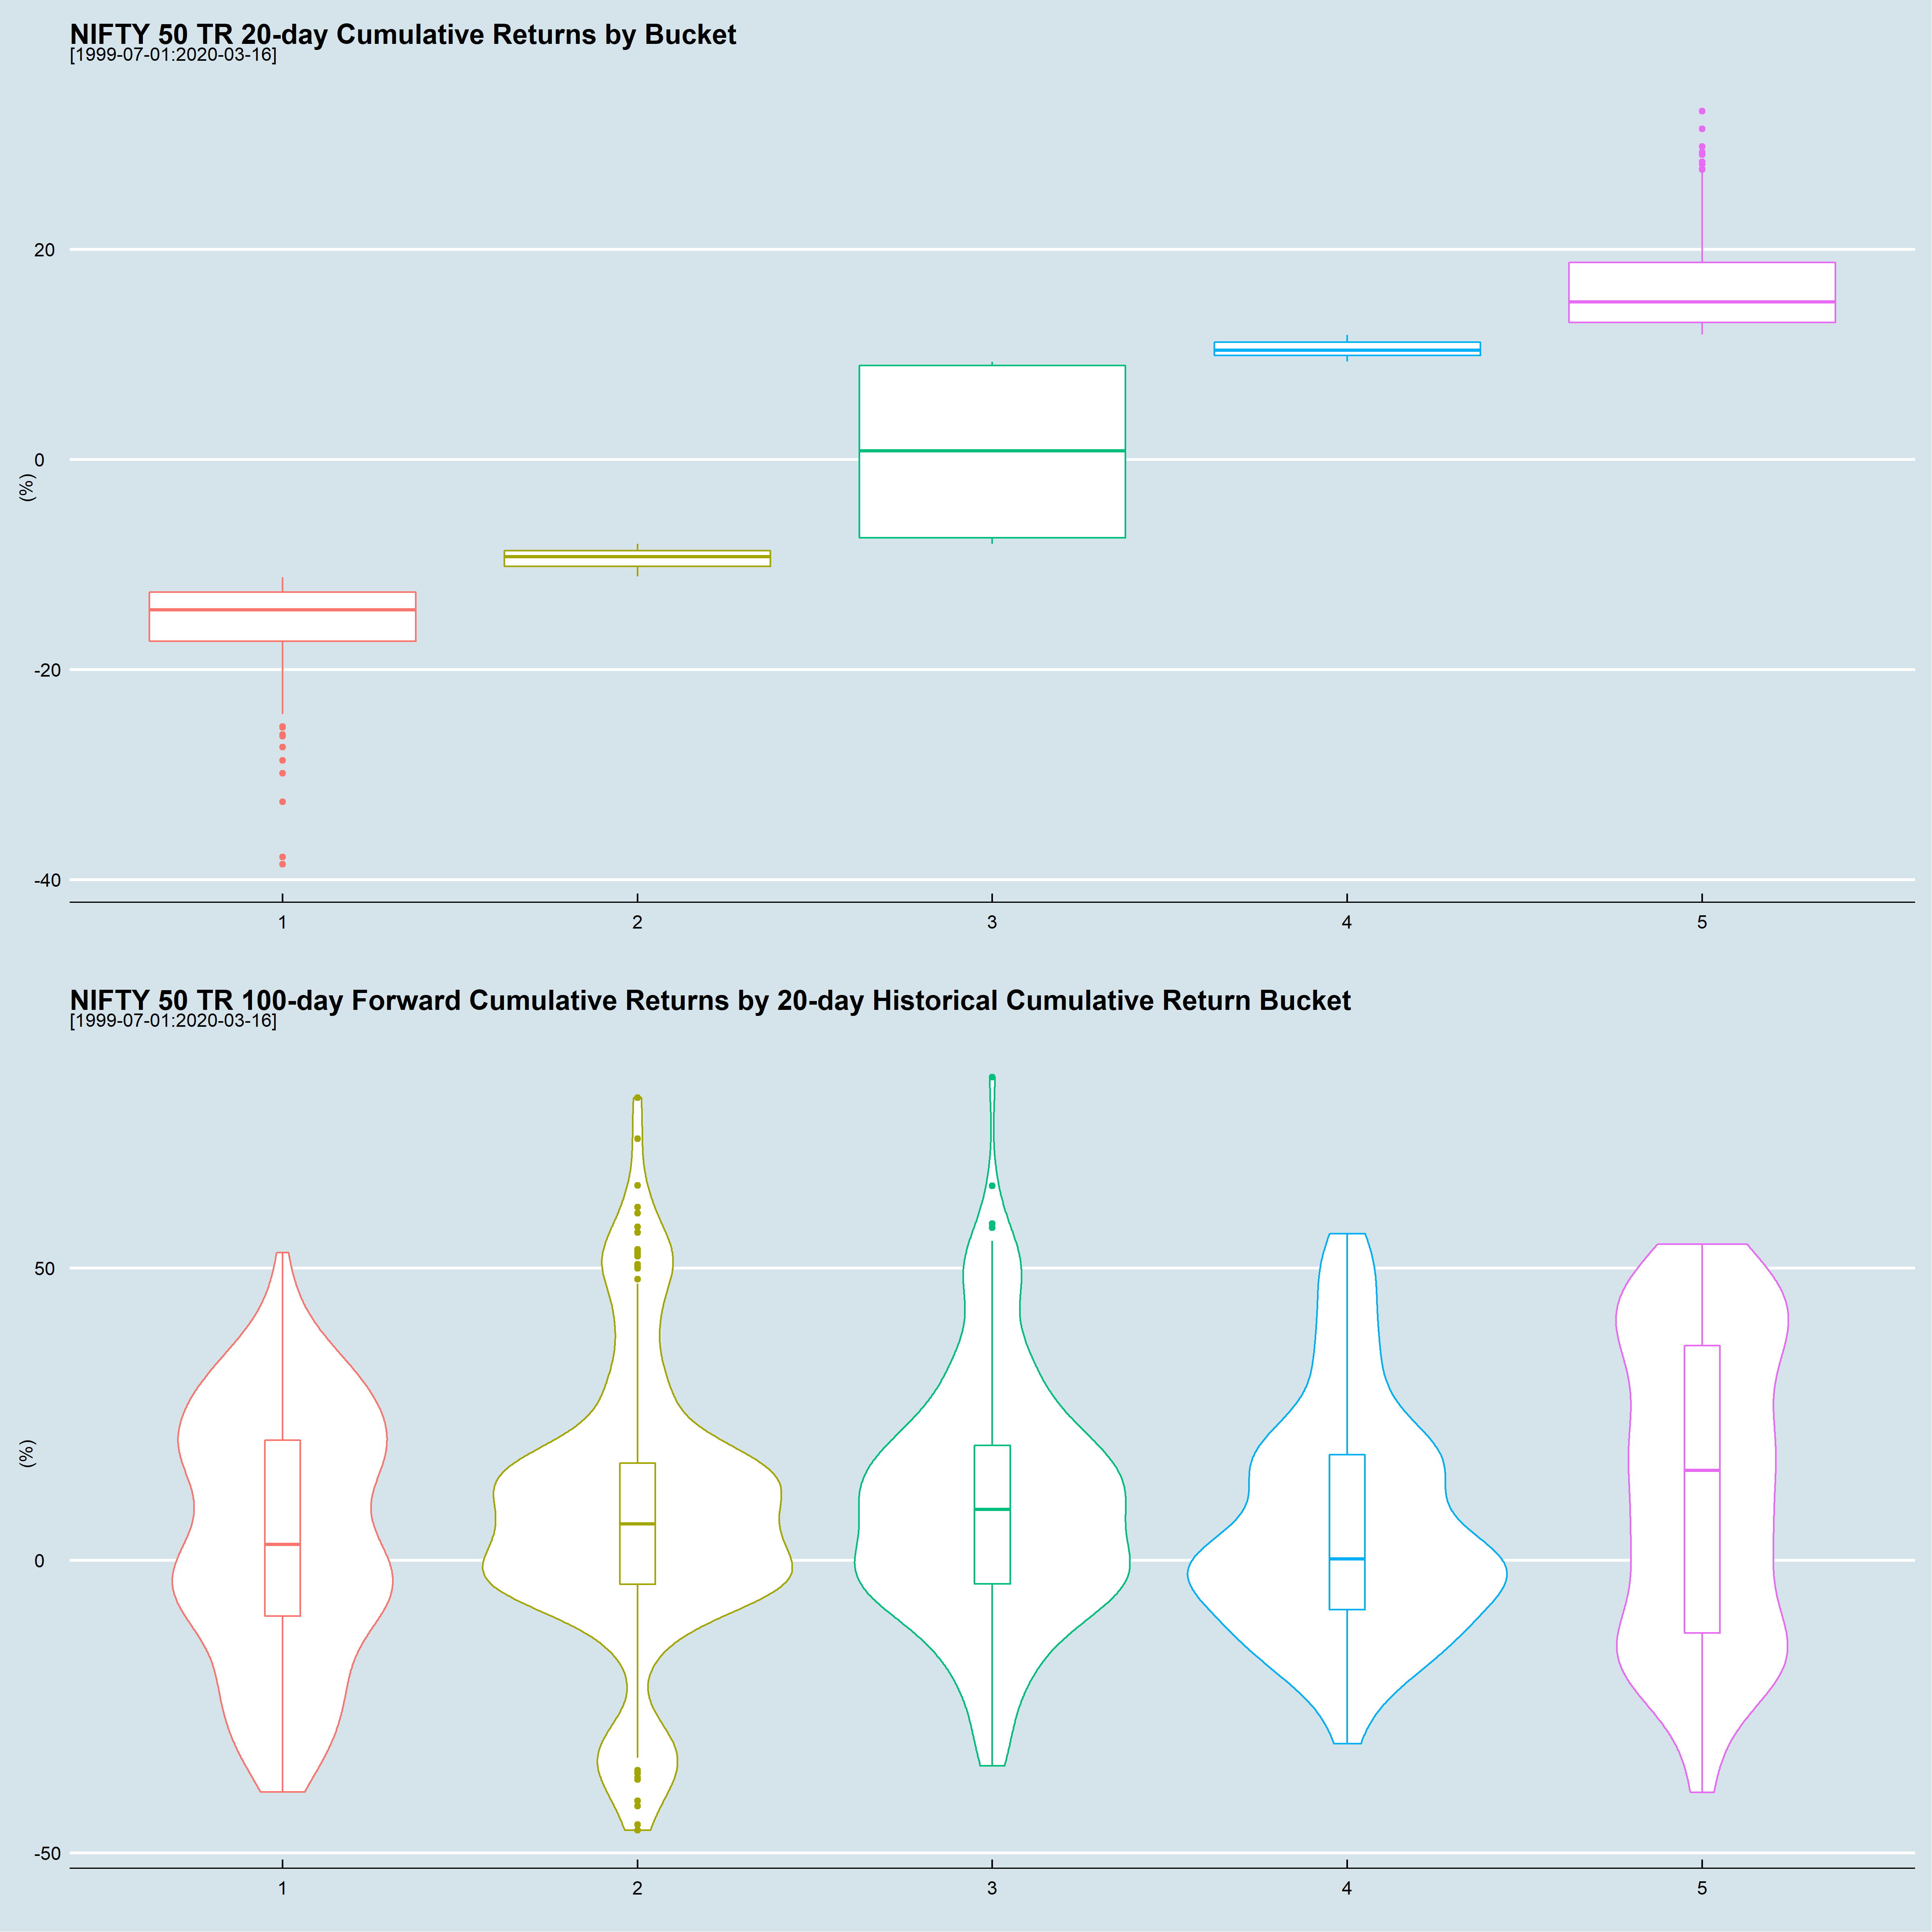 NIFTY 50 TR 20-day Cumulative Returns by Bucket
[1999-07-01:2020-03-16]
20
0
(%)
-20
-40
1 2 3 4 5
NIFTY 50 TR 100-day Forward Cumulative Returns by 20-day Historical Cumulative Return Bucket
[1999-07-01:2020-03-16]
50
(%)
0
-50
1 2 3 4 5